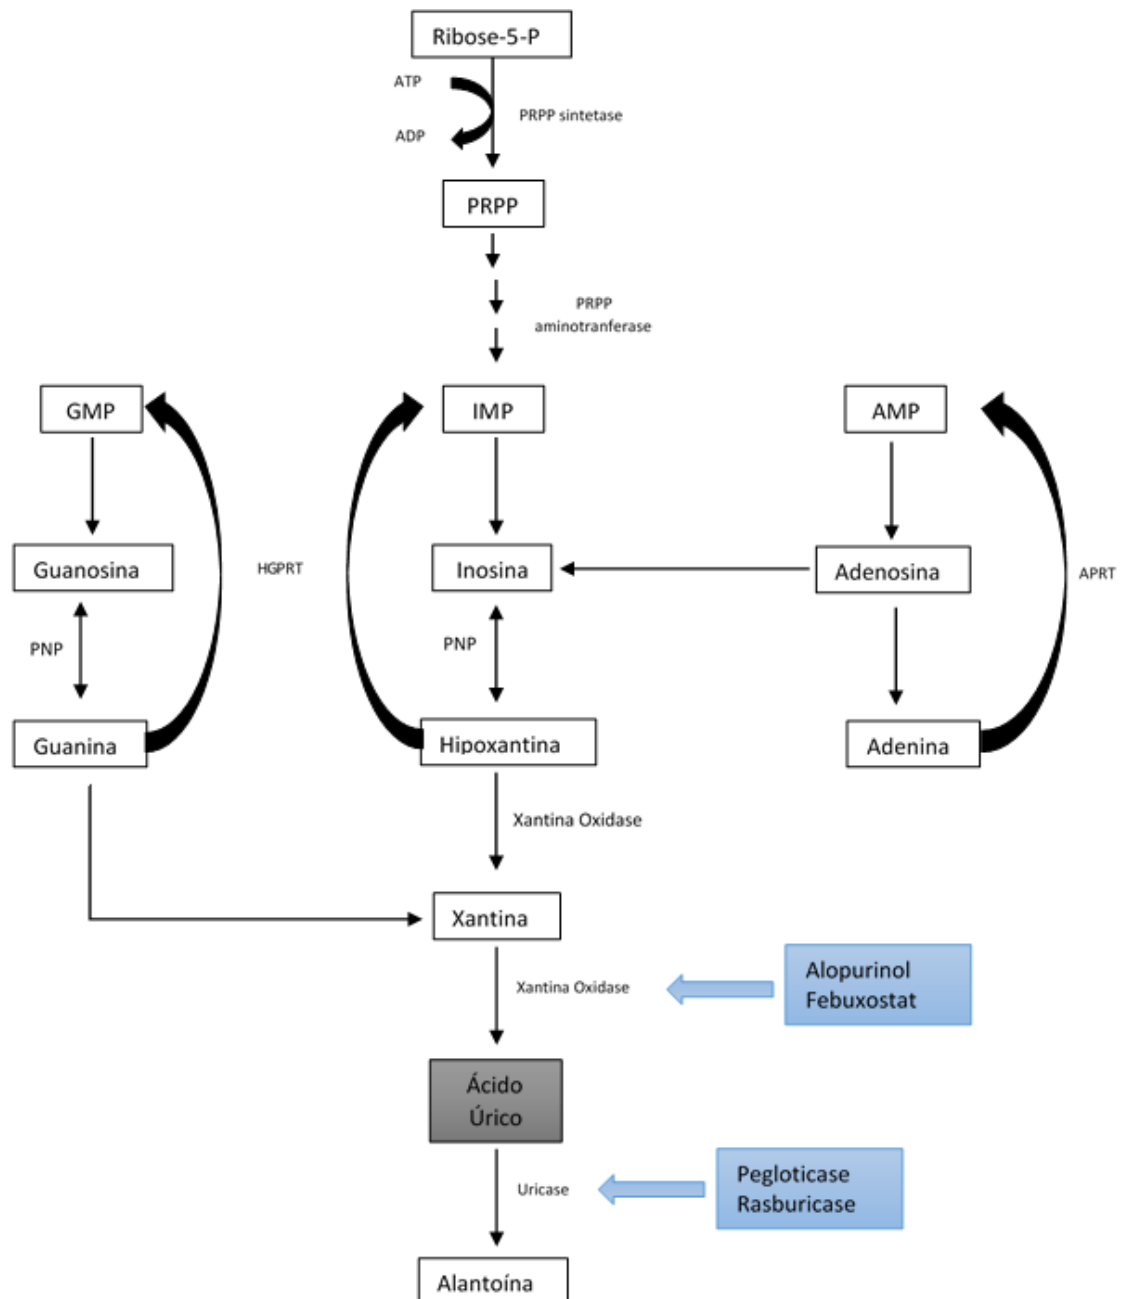 Ribose-5-P
ATP
PRPP sintetase
ADP
PRPP
PRPP
aminotranferase
GMP
IMP
AMP
Guanosina
HGPRT
Inosina
Adenosina
APRT
PNP
PNP
Guanina
Hipoxantina
Adenina
Xantina Oxidase
Xantina
Alopurinol
Febuxostat
Xantina Oxidase
Ácido
Úrico
Pegloticase
Rasburicase
Uricase
Alantoína